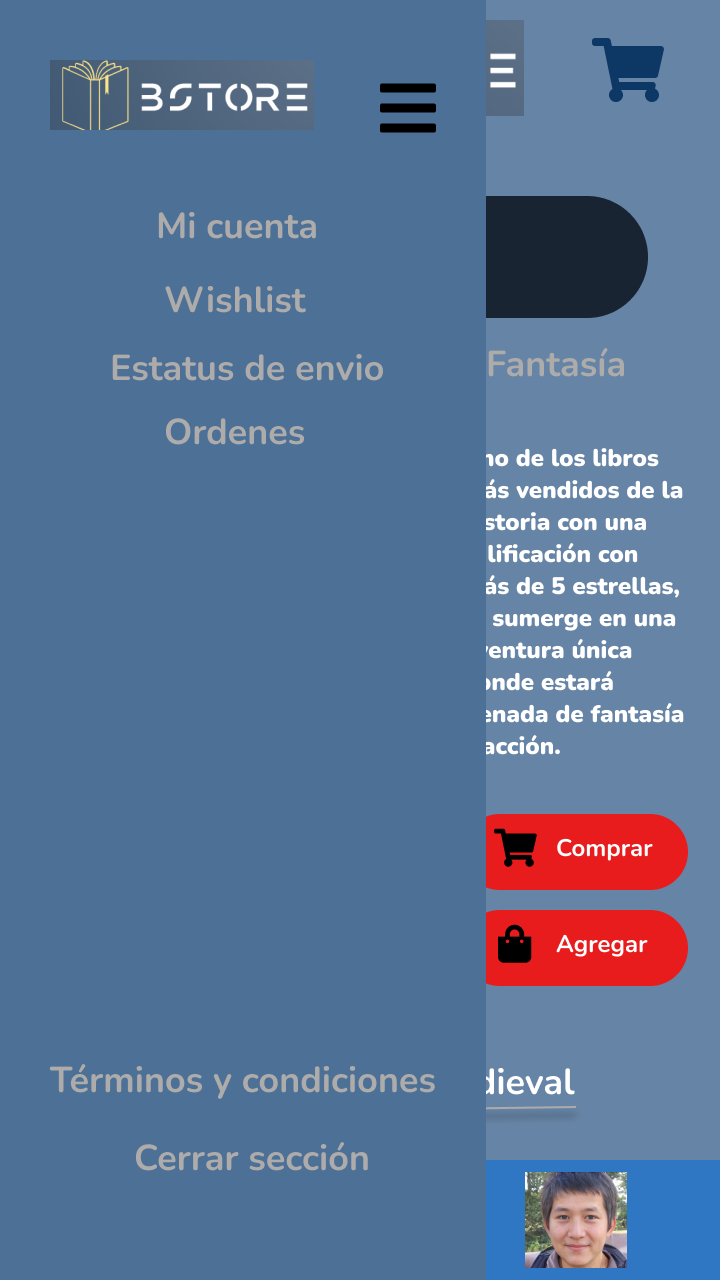 BSTORE
E
Mi cuenta
Wishlist
Estatus de envio
Ordenes
Fantasía
no de los libros
ás vendidos de la
storia con una
lificación con
ás de 5 estrellas,
sumerge en una
ventura única
onde estará
enada de fantasía
acción.
Comprar
Agregar
dieval
Términos y condiciones
Cerrar sección